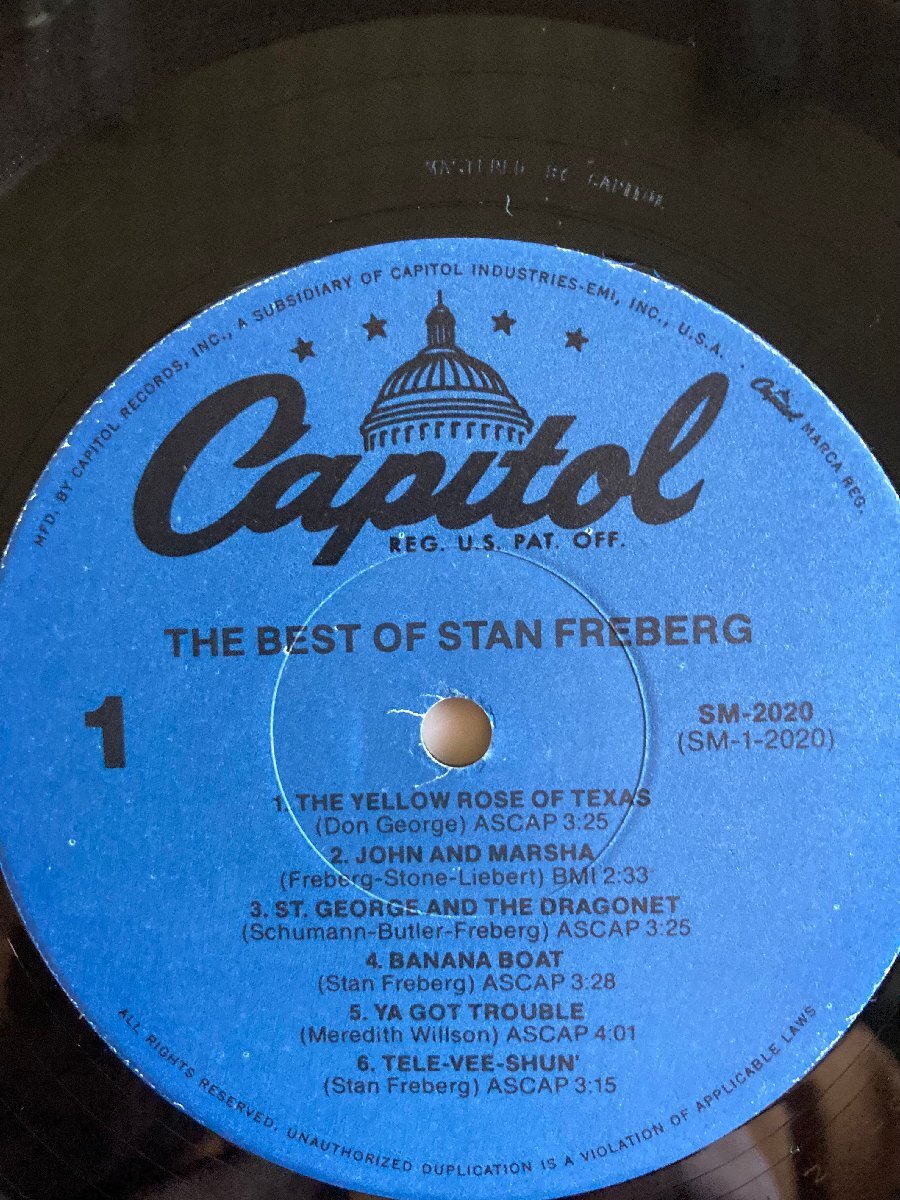 MASTERED BY CAPITOL
MFD. BY CAPITOL RECORDS, INC., A SUBSIDIARY OF CAPITOL INDUSTRIES-EMI, INC., U.S.A.
Capitol MARCA REG.
Capitol
REG. U.S. PAT. OFF.
THE BEST OF STAN FREBERG
1
SM-2020
(SM-1-2020)
1. THE YELLOW ROSE OF TEXAS
(Don George) ASCAP 3:25
2. JOHN AND MARSHA
(Freberg-Stone-Liebert) BMI 2:33
3. ST. GEORGE AND THE DRAGONET
(Schumann-Butler-Freberg) ASCAP 3:25
4. BANANA BOAT
(Stan Freberg) ASCAP 3:28
5. YA GOT TROUBLE
(Meredith Willson) ASCAP 4:01
6. TELE-VEE-SHUN'
(Stan Freberg) ASCAP 3:15
ALL RIGHTS RESERVED. UNAUTHORIZED DUPLICATION IS A VIOLATION OF APPLICABLE LAWS